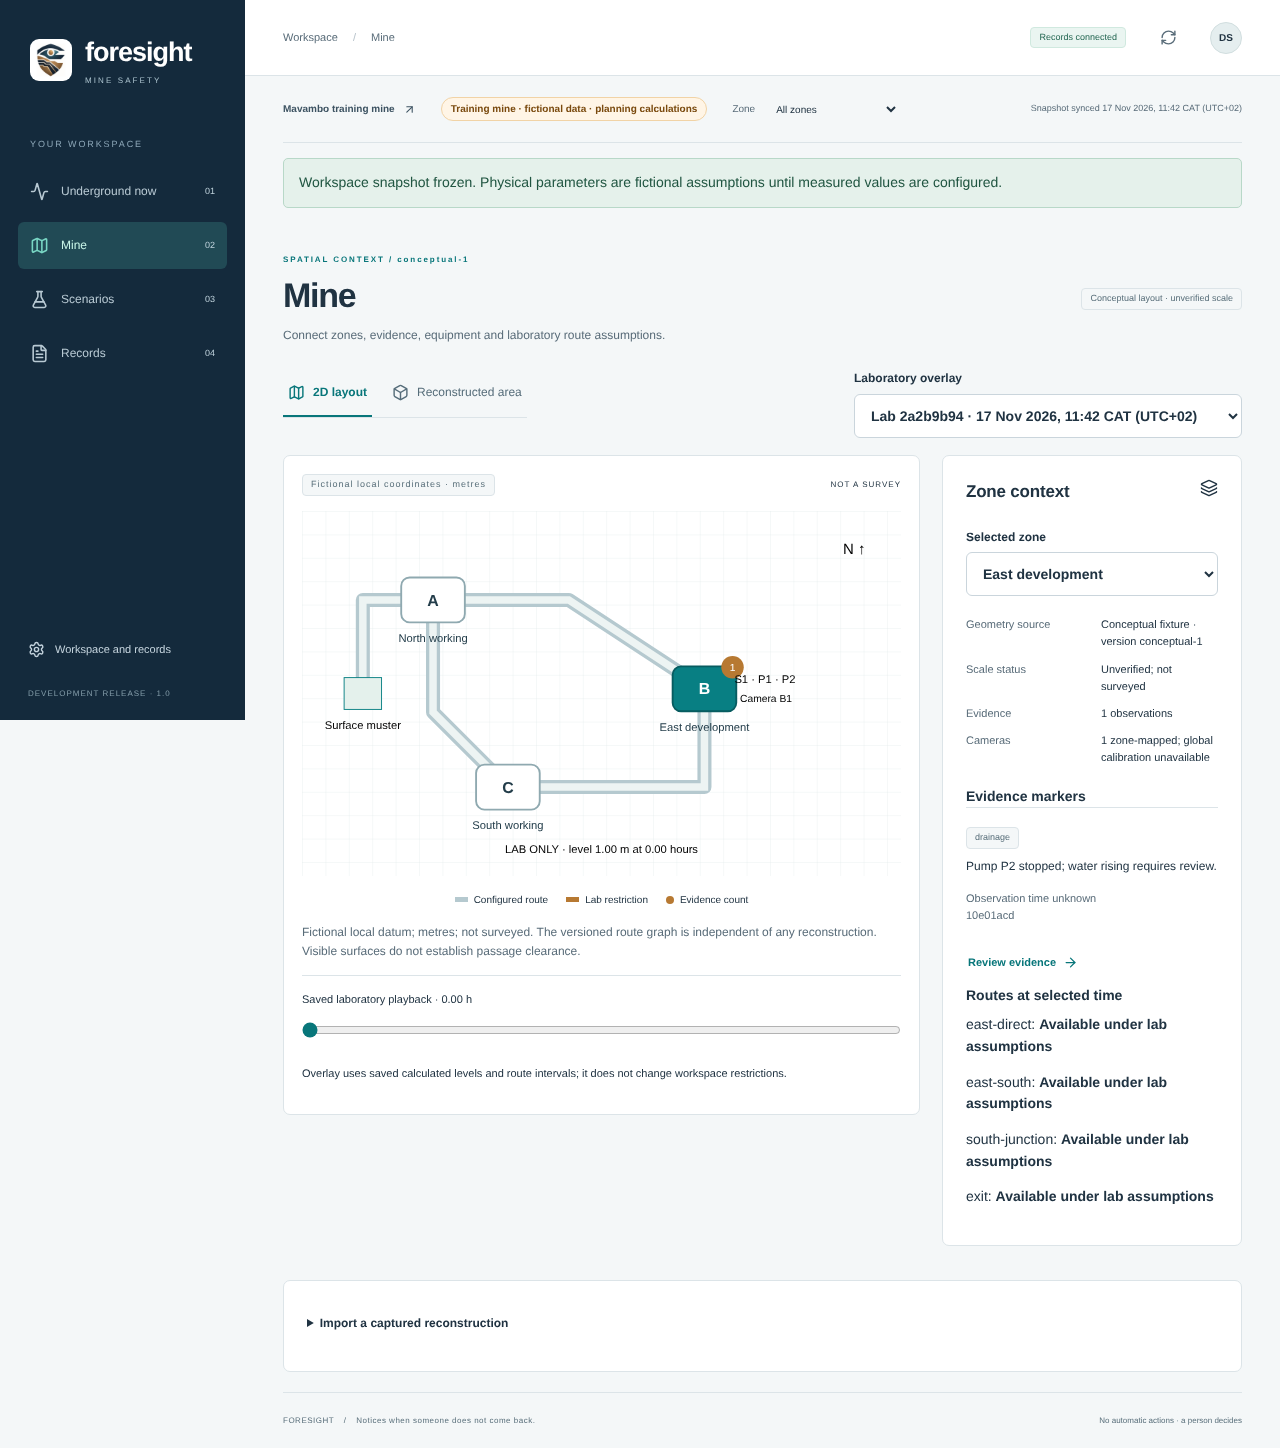 foresight
MINE SAFETY
YOUR WORKSPACE
Underground now 01
Mine 02
Scenarios 03
Records 04
Workspace and records
DEVELOPMENT RELEASE · 1.0
Workspace / Mine
Records connected
DS
Mavambo training mine
Training mine · fictional data · planning calculations
Zone All zones
Snapshot synced 17 Nov 2026, 11:42 CAT (UTC+02)
Workspace snapshot frozen. Physical parameters are fictional assumptions until measured values are configured.
SPATIAL CONTEXT / conceptual-1
Mine
Conceptual layout · unverified scale
Connect zones, evidence, equipment and laboratory route assumptions.
2D layout
Reconstructed area
Laboratory overlay
Lab 2a2b9b94 · 17 Nov 2026, 11:42 CAT (UTC+02)
Fictional local coordinates · metres
NOT A SURVEY
N ↑
A
North working
Surface muster
1
B
S1 · P1 · P2
Camera B1
East development
C
South working
LAB ONLY · level 1.00 m at 0.00 hours
Configured route
Lab restriction
Evidence count
Fictional local datum; metres; not surveyed. The versioned route graph is independent of any reconstruction.
Visible surfaces do not establish passage clearance.
Saved laboratory playback · 0.00 h
Overlay uses saved calculated levels and route intervals; it does not change workspace restrictions.
Zone context
Selected zone
East development
Geometry source Conceptual fixture ·
version conceptual-1
Scale status Unverified; not
surveyed
Evidence 1 observations
Cameras 1 zone-mapped; global
calibration unavailable
Evidence markers
drainage
Pump P2 stopped; water rising requires review.
Observation time unknown
10e01acd
Review evidence
Routes at selected time
east-direct: Available under lab
assumptions
east-south: Available under lab
assumptions
south-junction: Available under lab
assumptions
exit: Available under lab assumptions
Import a captured reconstruction
FORESIGHT / Notices when someone does not come back.
No automatic actions · a person decides